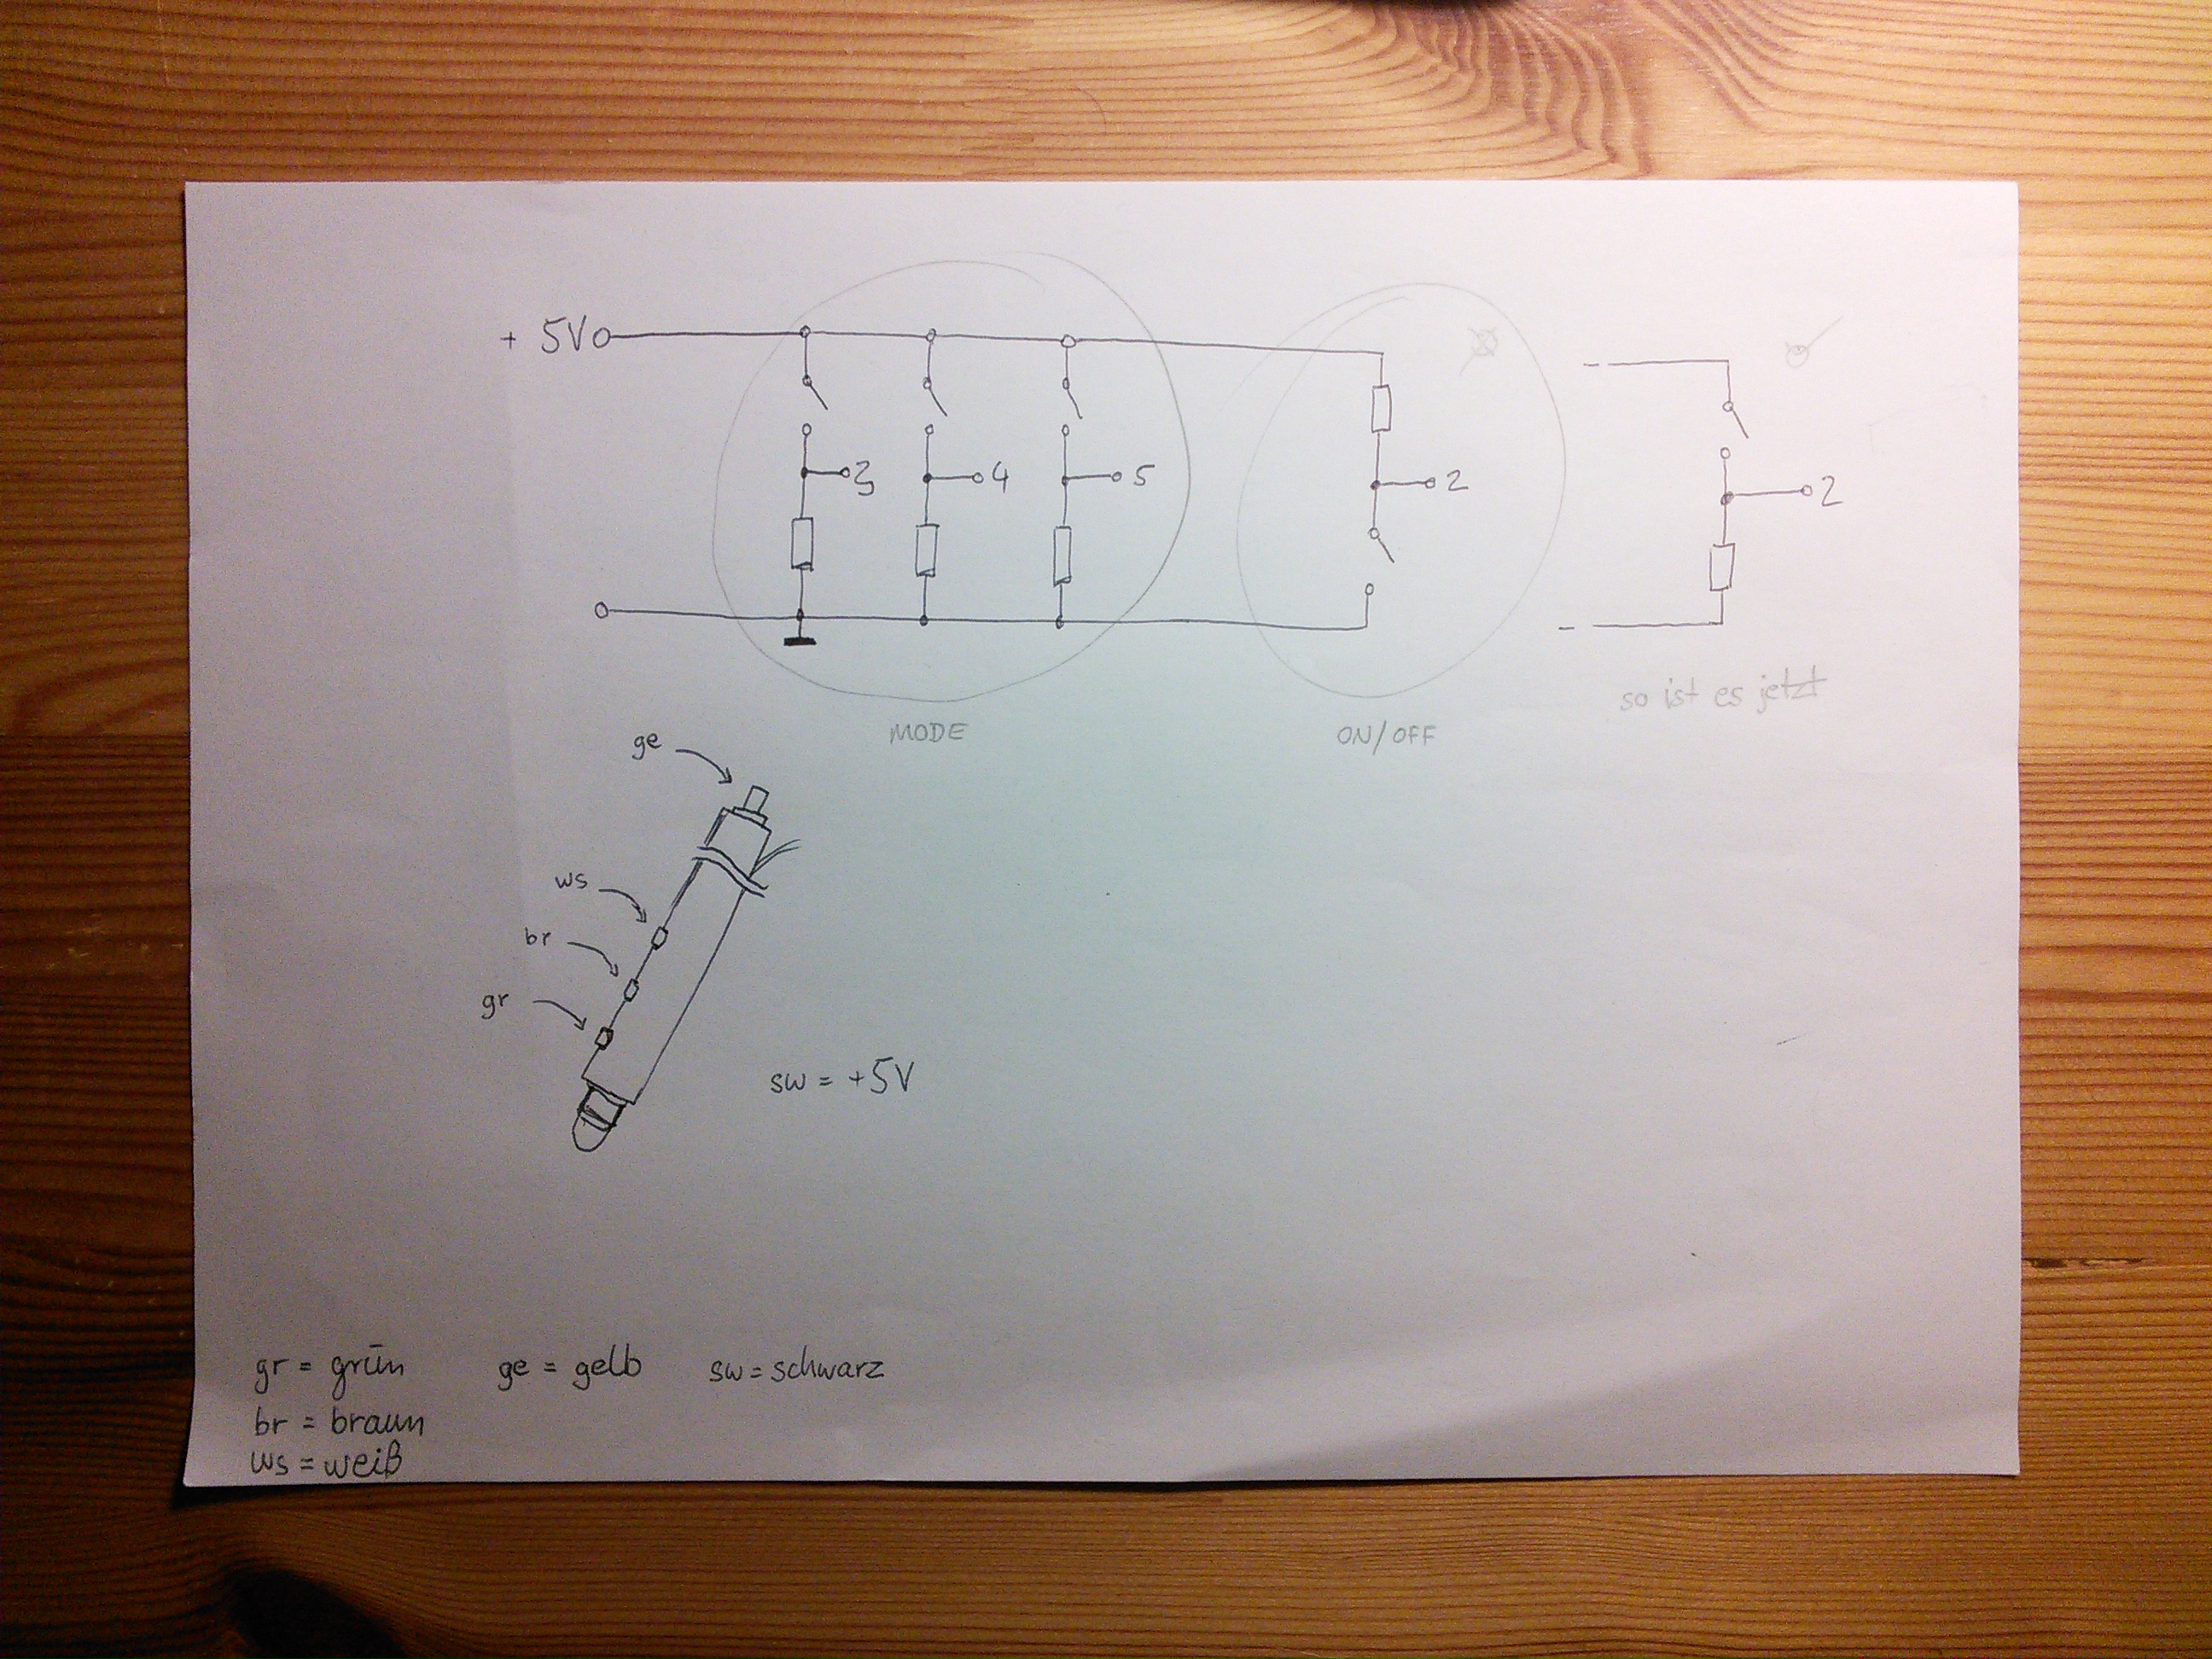 + 5V
3
4
5
2
2
so ist es jetzt
MODE
ON/OFF
ge
ws
br
gr
sw = +5V
gr = grün ge = gelb sw = schwarz
br = braun
ws = weiß